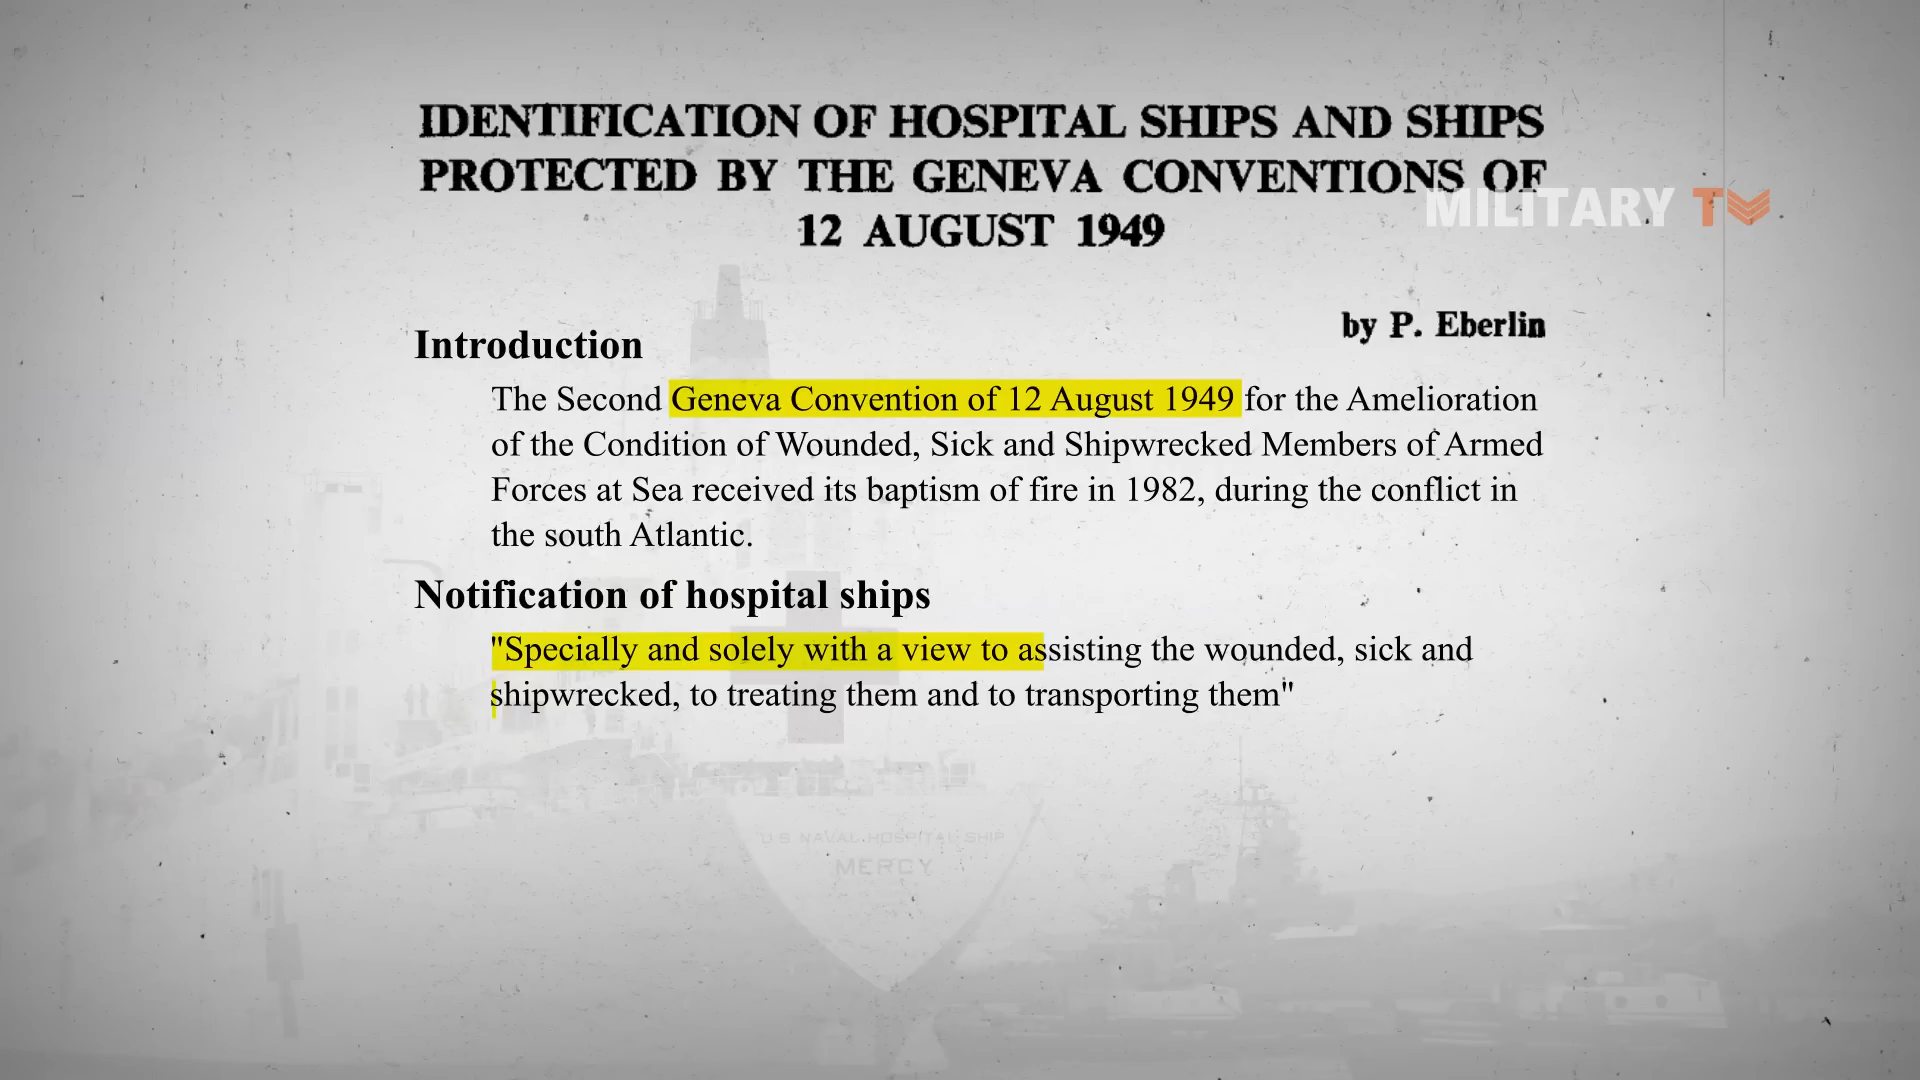 IDENTIFICATION OF HOSPITAL SHIPS AND SHIPS
PROTECTED BY THE GENEVA CONVENTIONS OF
12 AUGUST 1949
MILITARY TV
by P. Eberlin
Introduction
The Second Geneva Convention of 12 August 1949 for the Amelioration
of the Condition of Wounded, Sick and Shipwrecked Members of Armed
Forces at Sea received its baptism of fire in 1982, during the conflict in
the south Atlantic.
Notification of hospital ships
"Specially and solely with a view to assisting the wounded, sick and
shipwrecked, to treating them and to transporting them"
U S NAVAL HOSPITAL SHIP
MERCY